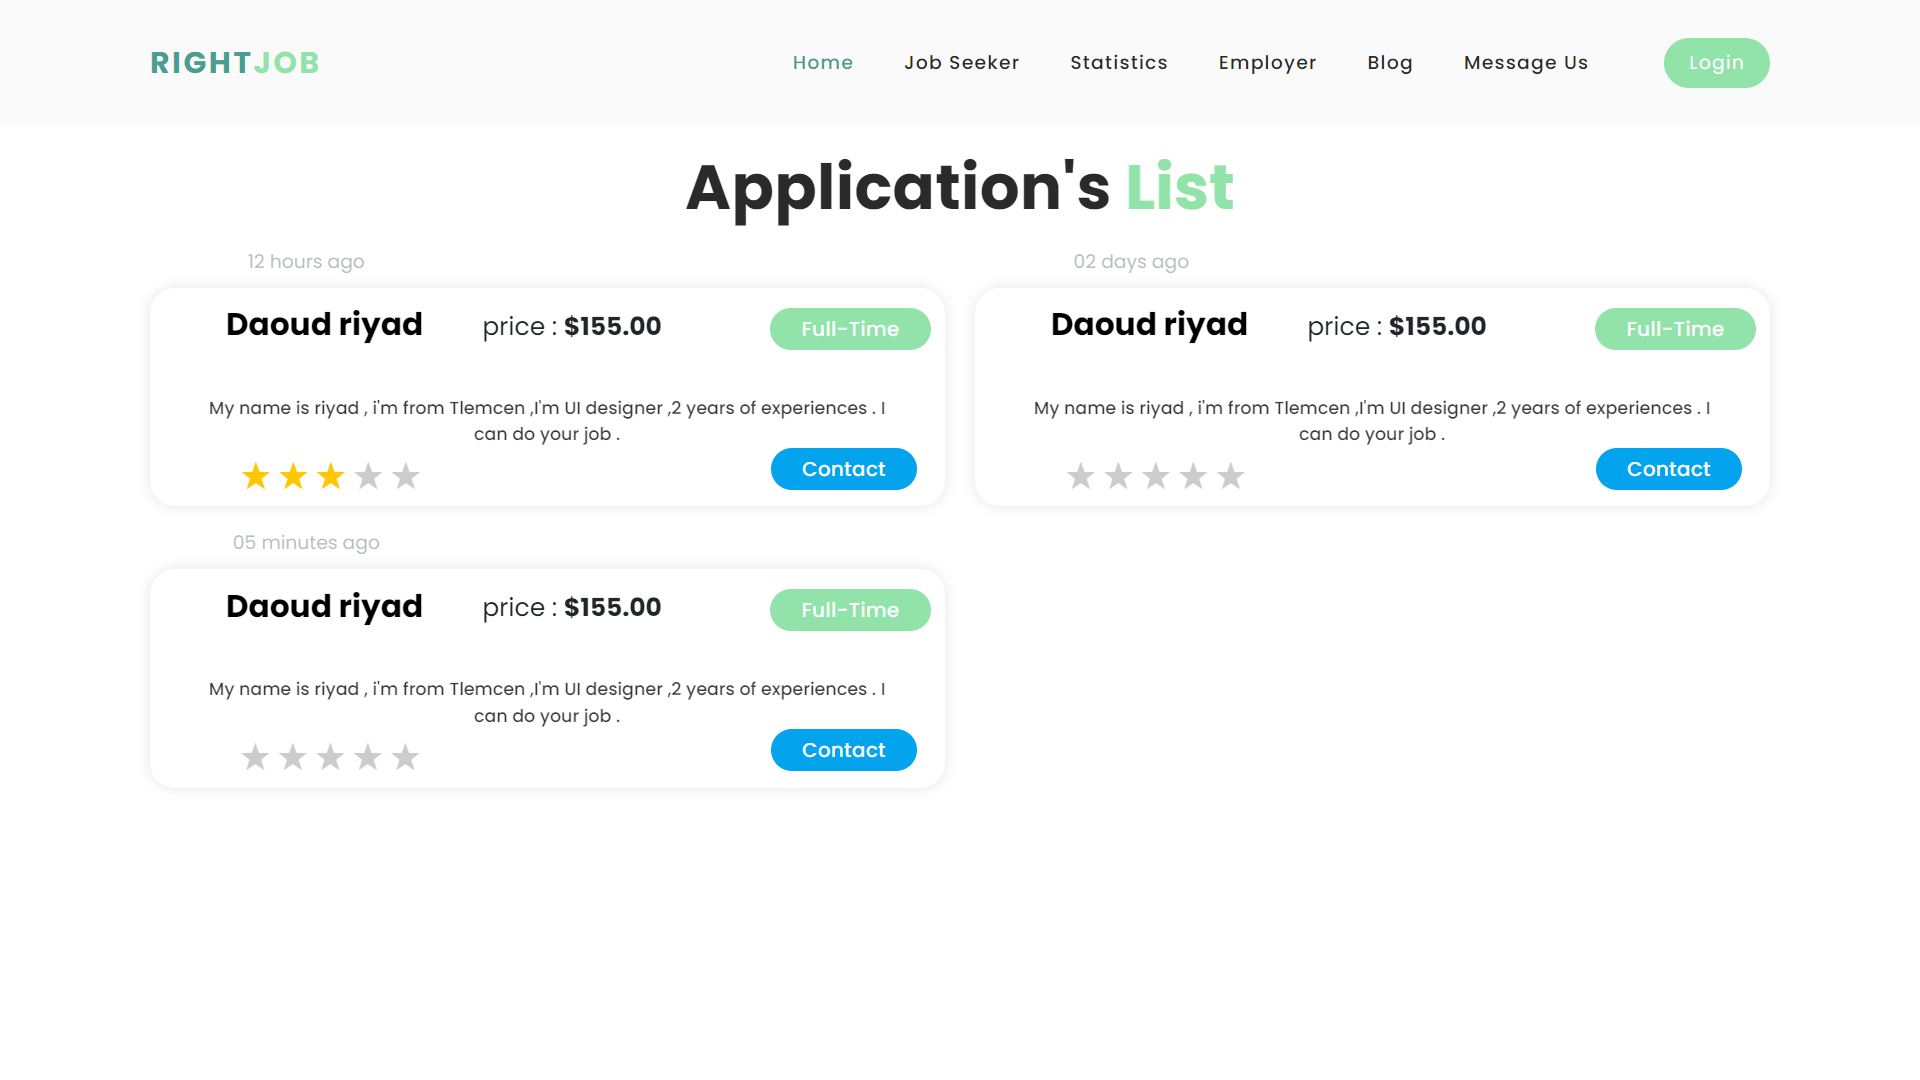 RIGHTJOB
Home Job Seeker Statistics Employer Blog Message Us Login
Application's List
12 hours ago
Daoud riyad price : $155.00 Full-Time
My name is riyad , i'm from Tlemcen ,I'm UI designer ,2 years of experiences . I
can do your job .
Contact
02 days ago
Daoud riyad price : $155.00 Full-Time
My name is riyad , i'm from Tlemcen ,I'm UI designer ,2 years of experiences . I
can do your job .
Contact
05 minutes ago
Daoud riyad price : $155.00 Full-Time
My name is riyad , i'm from Tlemcen ,I'm UI designer ,2 years of experiences . I
can do your job .
Contact